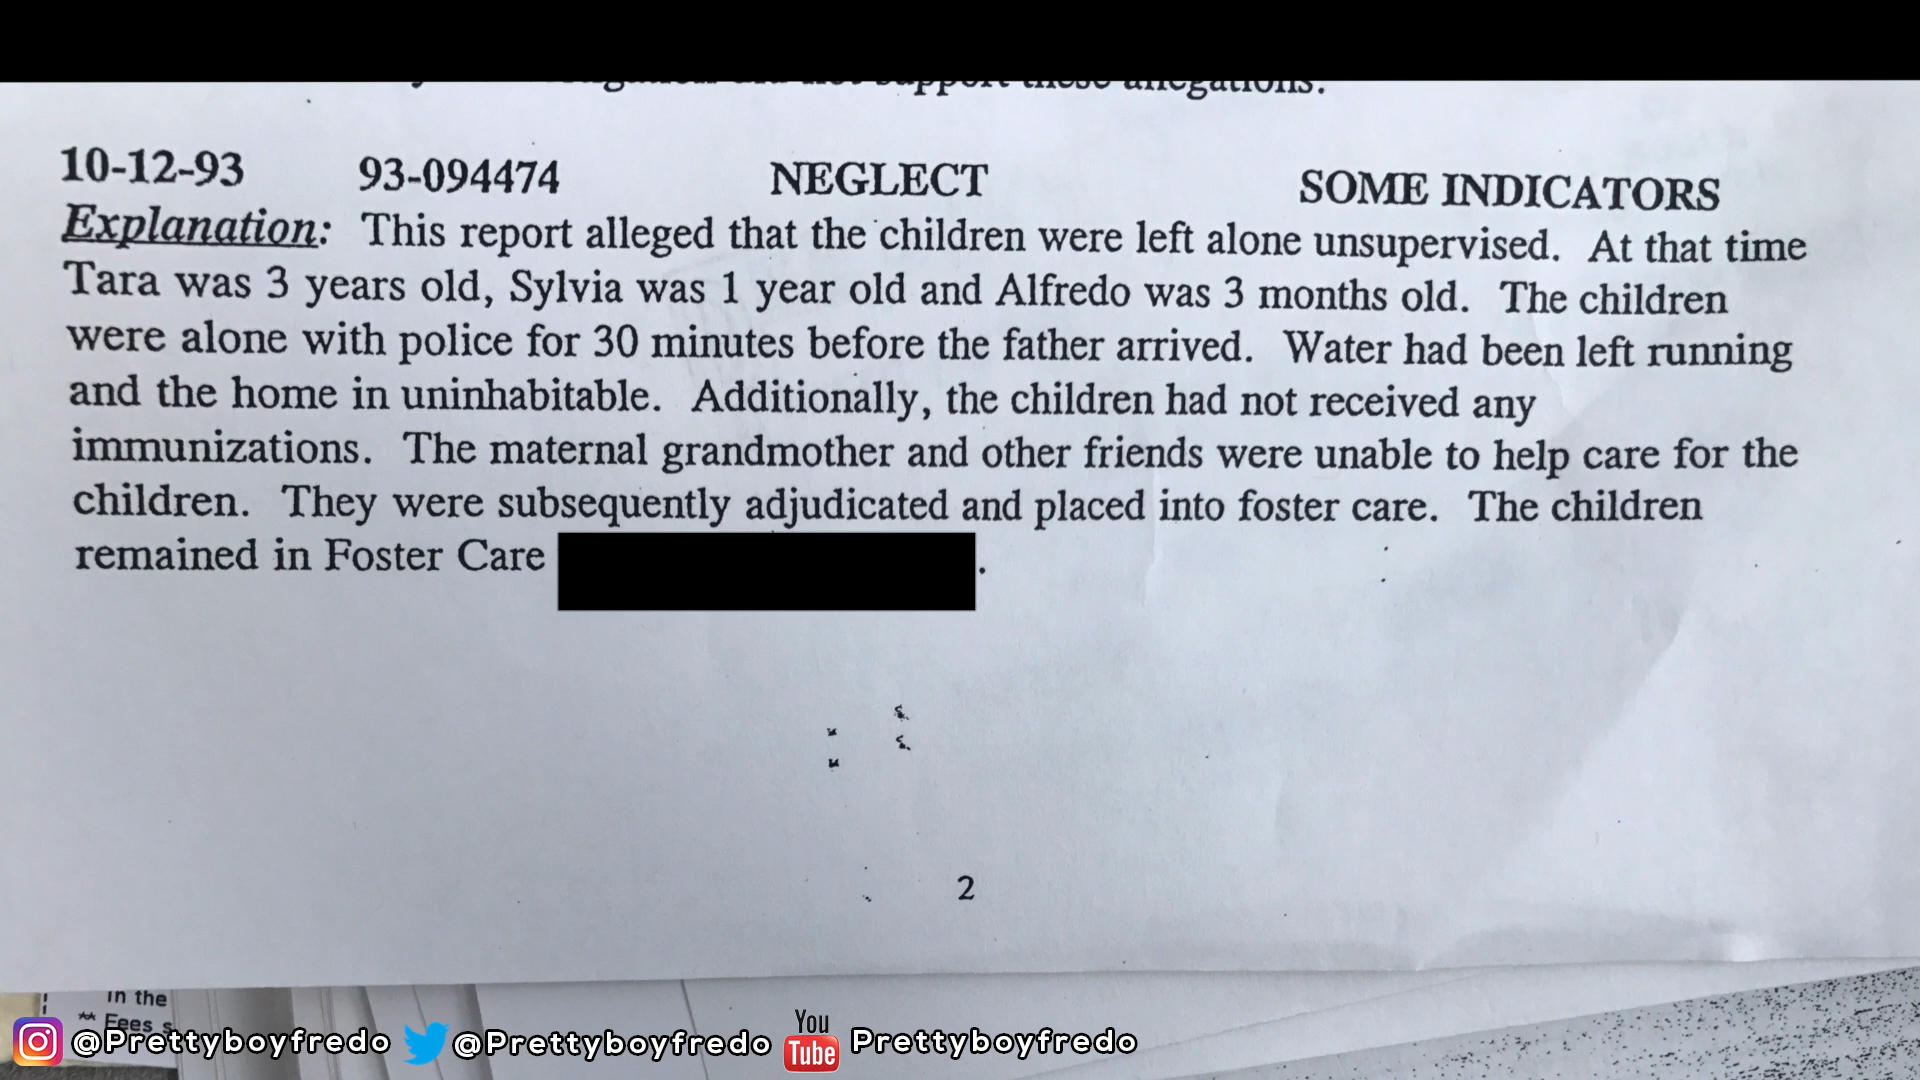 support these allegations.
10-12-93 93-094474 NEGLECT SOME INDICATORS
Explanation: This report alleged that the children were left alone unsupervised. At that time
Tara was 3 years old, Sylvia was 1 year old and Alfredo was 3 months old. The children
were alone with police for 30 minutes before the father arrived. Water had been left running
and the home in uninhabitable. Additionally, the children had not received any
immunizations. The maternal grandmother and other friends were unable to help care for the
children. They were subsequently adjudicated and placed into foster care. The children
remained in Foster Care .
2
in the
** Fees
@Prettyboyfredo @Prettyboyfredo You Tube Prettyboyfredo